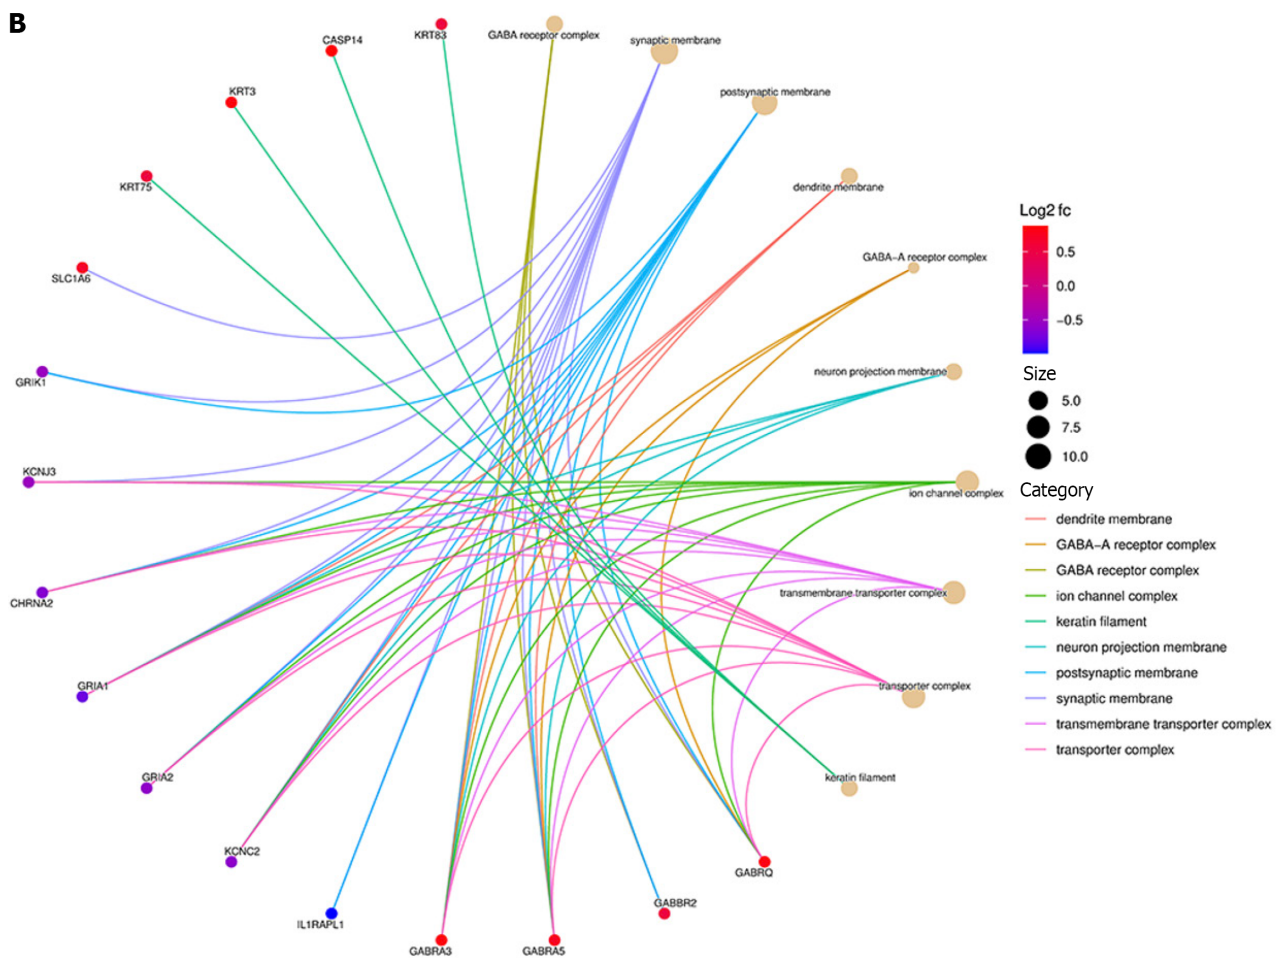 B
KRT83
GABA receptor complex
CASP14
synaptic membrane
KRT3
postsynaptic membrane
KRT75
dendrite membrane
SLC1A6
GABA-A receptor complex
GRIK1
neuron projection membrane
KCNJ3
ion channel complex
CHRNA2
transmembrane transporter complex
GRIA1
transporter complex
GRIA2
keratin filament
KCNC2
GABRQ
IL1RAPL1
GABBR2
GABRA3
GABRA5
Log2 fc
0.5
0.0
-0.5
Size
5.0
7.5
10.0
Category
dendrite membrane
GABA-A receptor complex
GABA receptor complex
ion channel complex
keratin filament
neuron projection membrane
postsynaptic membrane
synaptic membrane
transmembrane transporter complex
transporter complex